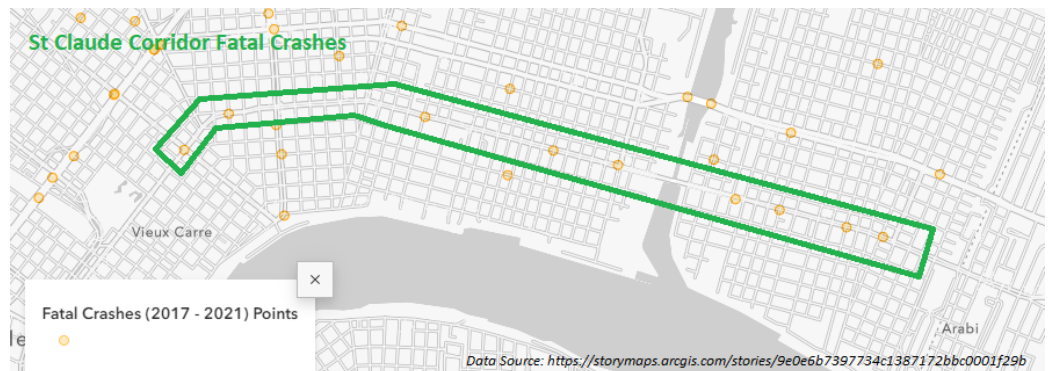 St Claude Corridor Fatal Crashes
Vieux Carre
×
Fatal Crashes (2017 - 2021) Points
le
Arabi
Data Source: https://storymaps.arcgis.com/stories/9e0e6b7397734c1387172bbc0001f29b